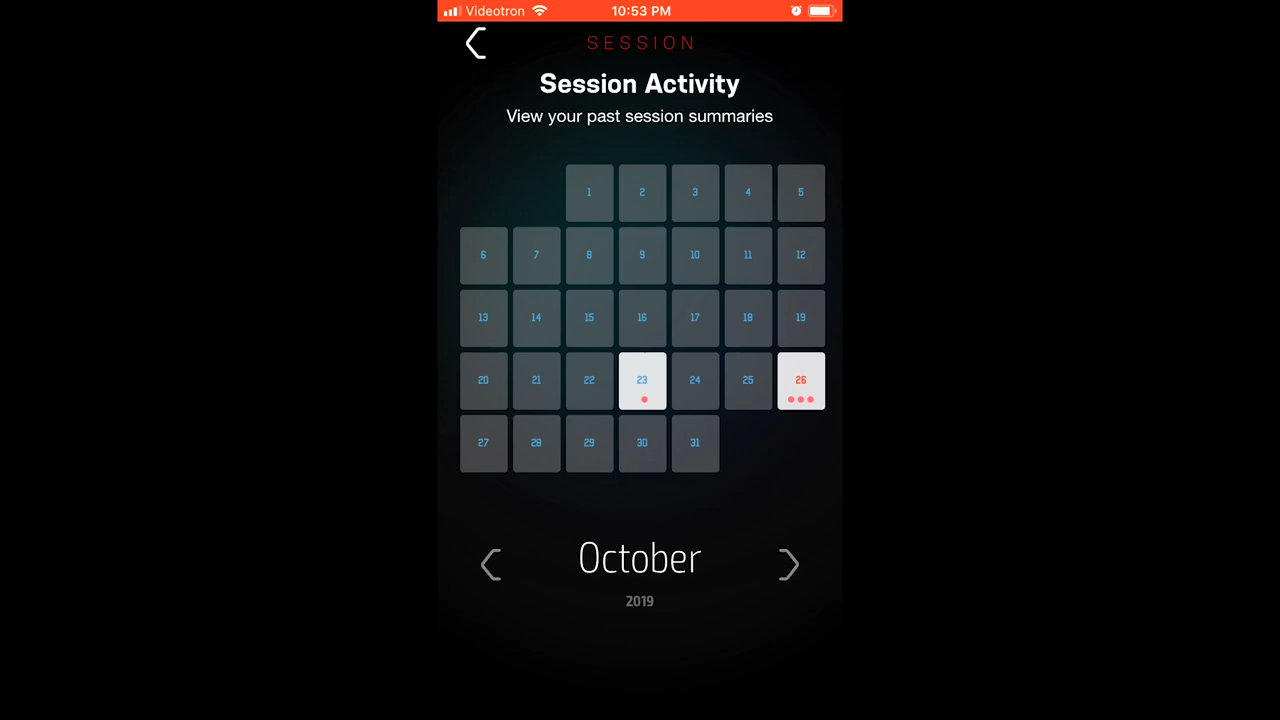 Videotron 10:53 PM
SESSION
Session Activity
View your past session summaries
1 2 3 4 5
6 7 8 9 10 11 12
13 14 15 16 17 18 19
20 21 22 23 24 25 26
27 28 29 30 31
October
2019